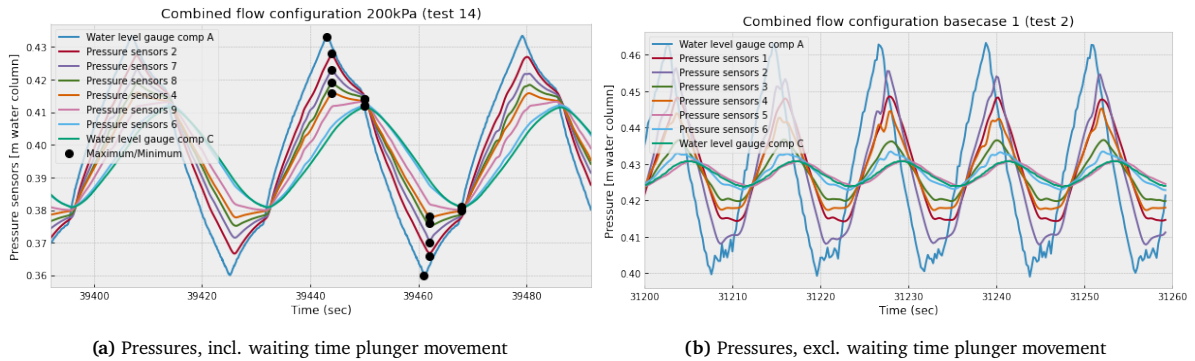 Combined flow configuration 200kPa (test 14)
Pressure sensors [m water column]
0.43
0.42
0.41
0.40
0.39
0.38
0.37
0.36
Water level gauge comp A
Pressure sensors 2
Pressure sensors 7
Pressure sensors 8
Pressure sensors 4
Pressure sensors 9
Pressure sensors 6
Water level gauge comp C
Maximum/Minimum
39400
39420
39440
39460
39480
Time (sec)
(a) Pressures, incl. waiting time plunger movement
Combined flow configuration basecase 1 (test 2)
Pressure [m water column]
0.46
0.45
0.44
0.43
0.42
0.41
0.40
Water level gauge comp A
Pressure sensors 1
Pressure sensors 2
Pressure sensors 3
Pressure sensors 4
Pressure sensors 5
Pressure sensors 6
Water level gauge comp C
31200
31210
31220
31230
31240
31250
31260
Time (sec)
(b) Pressures, excl. waiting time plunger movement